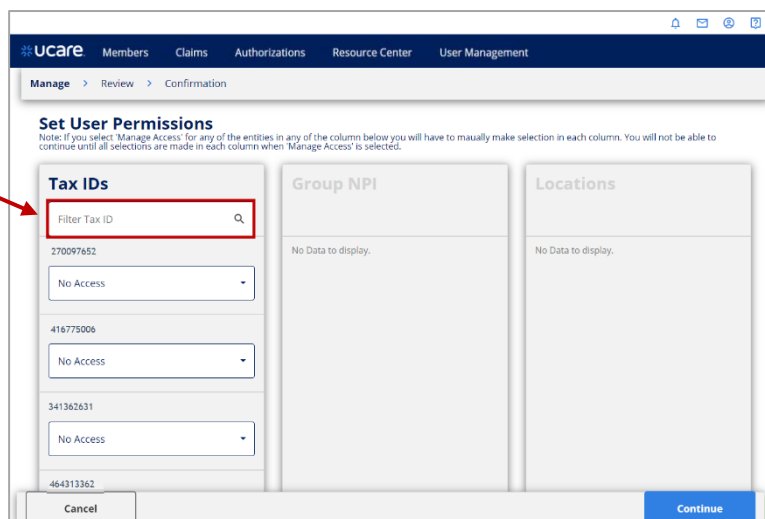 ucare. Members Claims Authorizations Resource Center User Management
Manage > Review > Confirmation
Set User Permissions
Note: If you select 'Manage Access' for any of the entities in any of the column below you will have to maually make selection in each column. You will not be able to
continue until all selections are made in each column when 'Manage Access' is selected.
Tax IDs
Filter Tax ID
270097652
No Access
416775006
No Access
341362631
No Access
464313362
Group NPI
No Data to display.
Locations
No Data to display.
Cancel
Continue